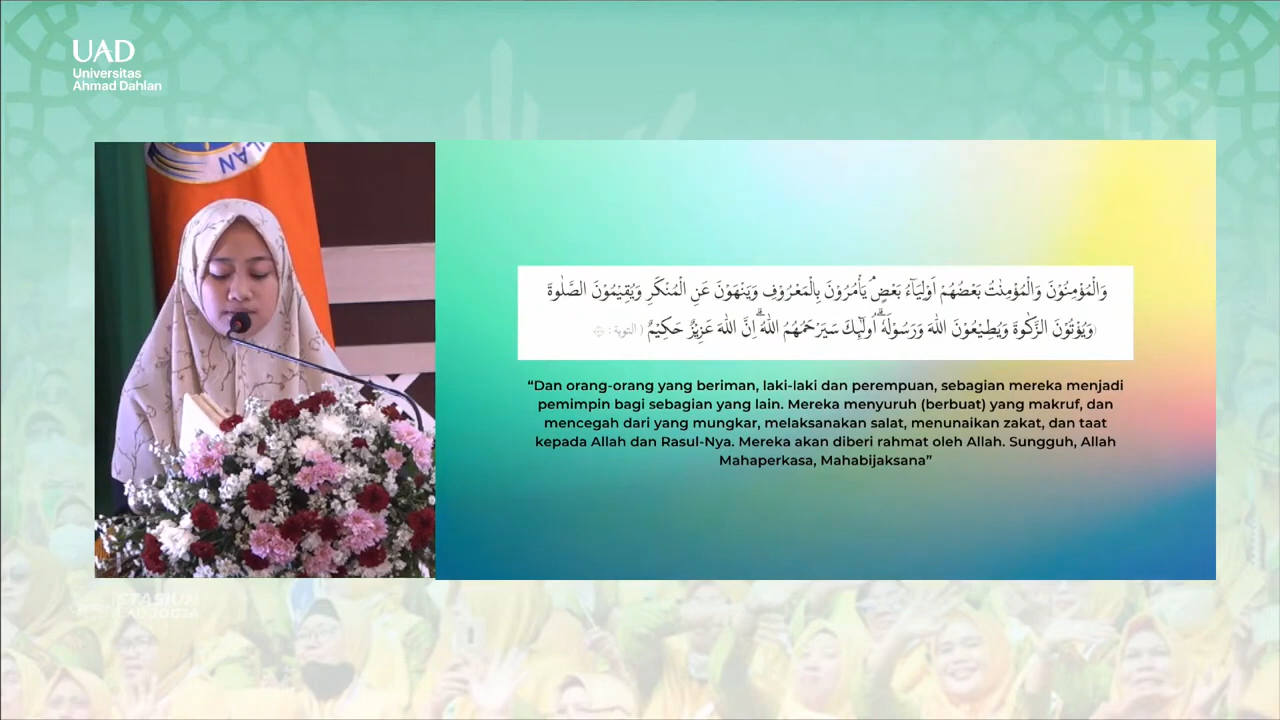 UAD
Universitas
Ahmad Dahlan
LAN
وَالْمُؤْمِنُوْنَ وَالْمُؤْمِنٰتُ بَعْضُهُمْ اَوْلِيَاۤءُ بَعْضٍۘ يَأْمُرُوْنَ بِالْمَعْرُوْفِ وَيَنْهَوْنَ عَنِ الْمُنْكَرِ وَيُقِيْمُوْنَ الصَّلٰوةَ
وَيُؤْتُوْنَ الزَّكٰوةَ وَيُطِيْعُوْنَ اللّٰهَ وَرَسُوْلَهٗ ۗاُولٰۤىِٕكَ سَيَرْحَمُهُمُ اللّٰهُ ۗاِنَّ اللّٰهَ عَزِيْزٌ حَكِيْمٌ ( التوبة :
“Dan orang-orang yang beriman, laki-laki dan perempuan, sebagian mereka menjadi
pemimpin bagi sebagian yang lain. Mereka menyuruh (berbuat) yang makruf, dan
mencegah dari yang mungkar, melaksanakan salat, menunaikan zakat, dan taat
kepada Allah dan Rasul-Nya. Mereka akan diberi rahmat oleh Allah. Sungguh, Allah
Mahaperkasa, Mahabijaksana”
STASIUN